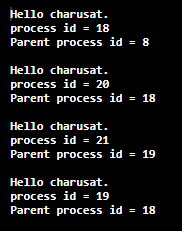 Hello charusat.
process id = 18
Parent process id = 8
Hello charusat.
process id = 20
Parent process id = 18
Hello charusat.
process id = 21
Parent process id = 19
Hello charusat.
process id = 19
Parent process id = 18